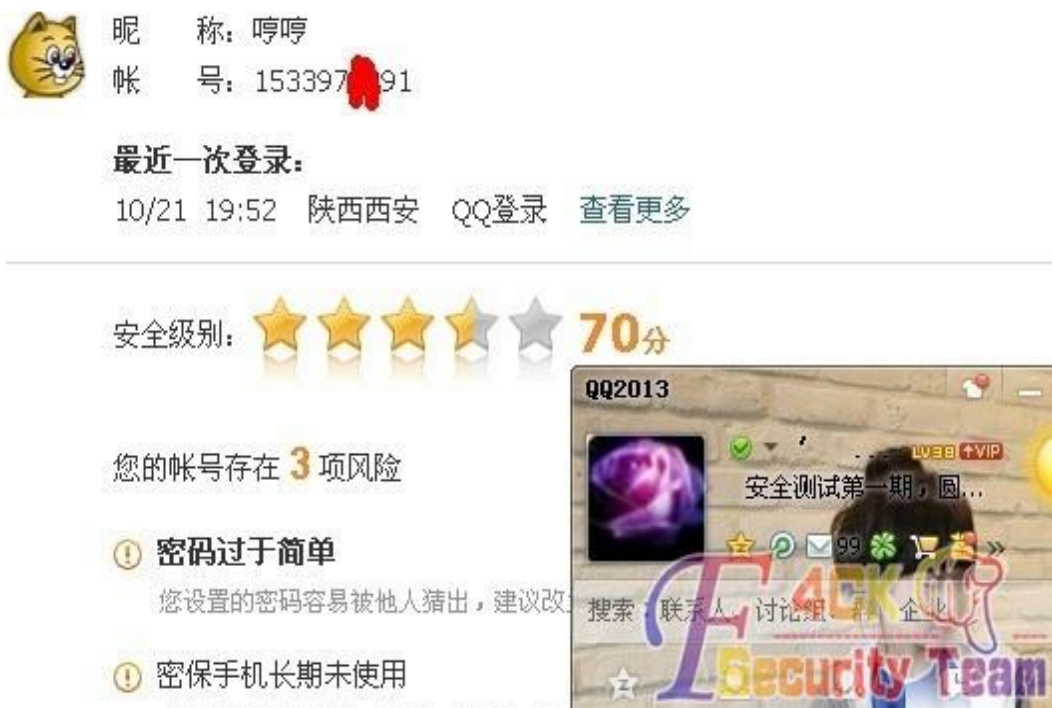 昵 称：哼哼
帐 号：153397 91
最近一次登录：
10/21 19:52 陕西西安 QQ登录 查看更多
安全级别： 70分
您的帐号存在 3 项风险
密码过于简单
您设置的密码容易被他人猜出，建议改
密保手机长期未使用
QQ2013
LV38 VIP
安全测试第一期，圆...
99
搜索：联系人、讨论组、群、企业
F4CK
Security Team